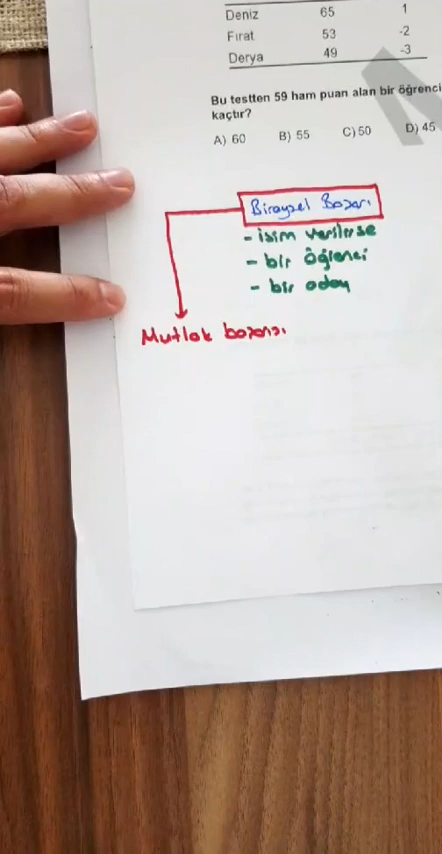 Deniz 65 1
Fırat 53 -2
Derya 49 -3
Bu testten 59 ham puan alan bir öğrenci
kaçtır?
A) 60 B) 55 C) 50 D) 45
Bireysel Başarı
- isim verilirse
- bir öğrenci
- bir aday
Mutlak başarısı